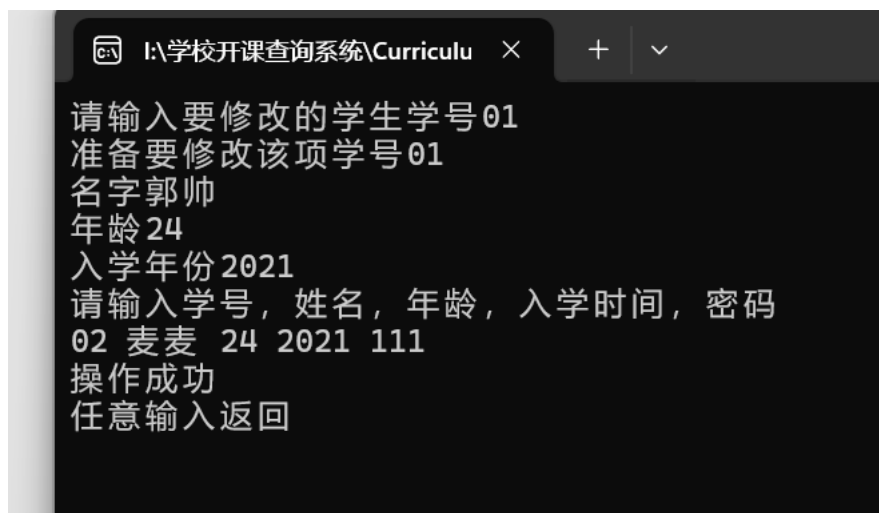 I:\学校开课查询系统\Curriculu
请输入要修改的学生学号01
准备要修改该项学号01
名字郭帅
年龄24
入学年份2021
请输入学号，姓名，年龄，入学时间，密码
02 麦麦 24 2021 111
操作成功
任意输入返回